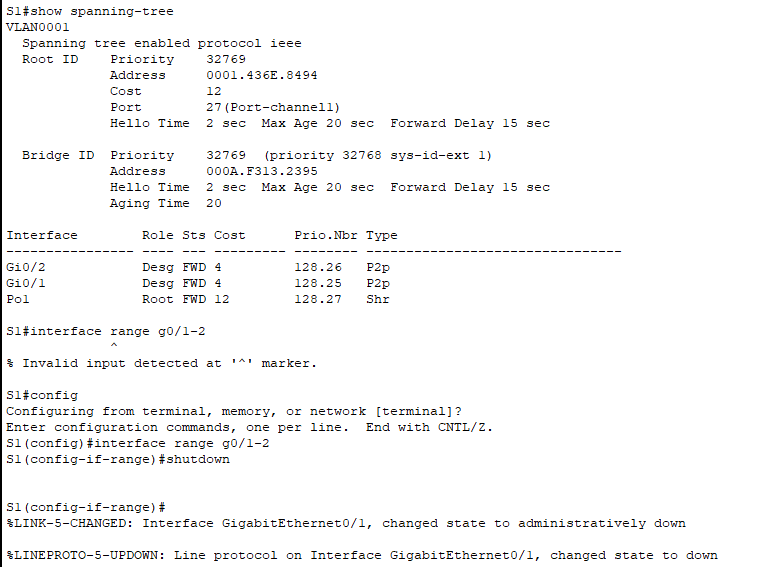 S1#show spanning-tree
VLAN0001
  Spanning tree enabled protocol ieee
  Root ID    Priority    32769
             Address     0001.436E.8494
             Cost        12
             Port        27(Port-channel1)
             Hello Time  2 sec  Max Age 20 sec  Forward Delay 15 sec

  Bridge ID  Priority    32769  (priority 32768 sys-id-ext 1)
             Address     000A.F313.2395
             Hello Time  2 sec  Max Age 20 sec  Forward Delay 15 sec
             Aging Time  20

Interface        Role Sts Cost      Prio.Nbr Type
---------------- ---- --- --------- -------- --------------------------------
Gi0/2            Desg FWD 4         128.26   P2p
Gi0/1            Desg FWD 4         128.25   P2p
Po1              Root FWD 12        128.27   Shr

S1#interface range g0/1-2
             ^
% Invalid input detected at '^' marker.

S1#config
Configuring from terminal, memory, or network [terminal]?
Enter configuration commands, one per line.  End with CNTL/Z.
S1(config)#interface range g0/1-2
S1(config-if-range)#shutdown


S1(config-if-range)#
%LINK-5-CHANGED: Interface GigabitEthernet0/1, changed state to administratively down

%LINEPROTO-5-UPDOWN: Line protocol on Interface GigabitEthernet0/1, changed state to down